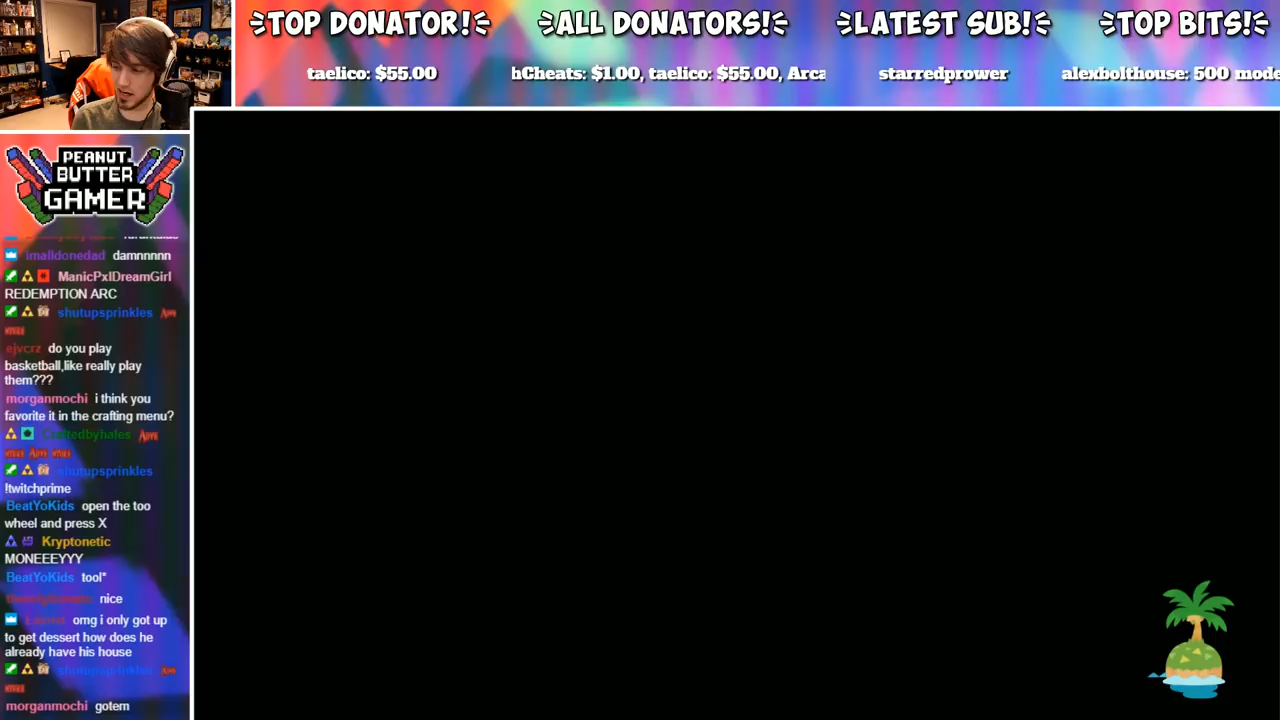 TOP DONATOR! ALL DONATORS! LATEST SUB! TOP BITS!
taelico: $55.00 hCheats: $1.00, taelico: $55.00, Arca starredprower alexbolthouse: 500 mode
PEANUT
BUTTER
GAMER
imalldonedad damnnnnn
ManicPxlDreamGirl
REDEMPTION ARC
shutupsprinkles
ejvcrz do you play
basketball,like really play
them???
morganmochi i think you
favorite it in the crafting menu?
Craftedbyhales
shutupsprinkles
!twitchprime
BeatYoKids open the too
wheel and press X
Kryptonetic
MONEEEYYY
BeatYoKids tool*
nice
omg i only got up
to get dessert how does he
already have his house
shutupsprinkles
morganmochi gotem